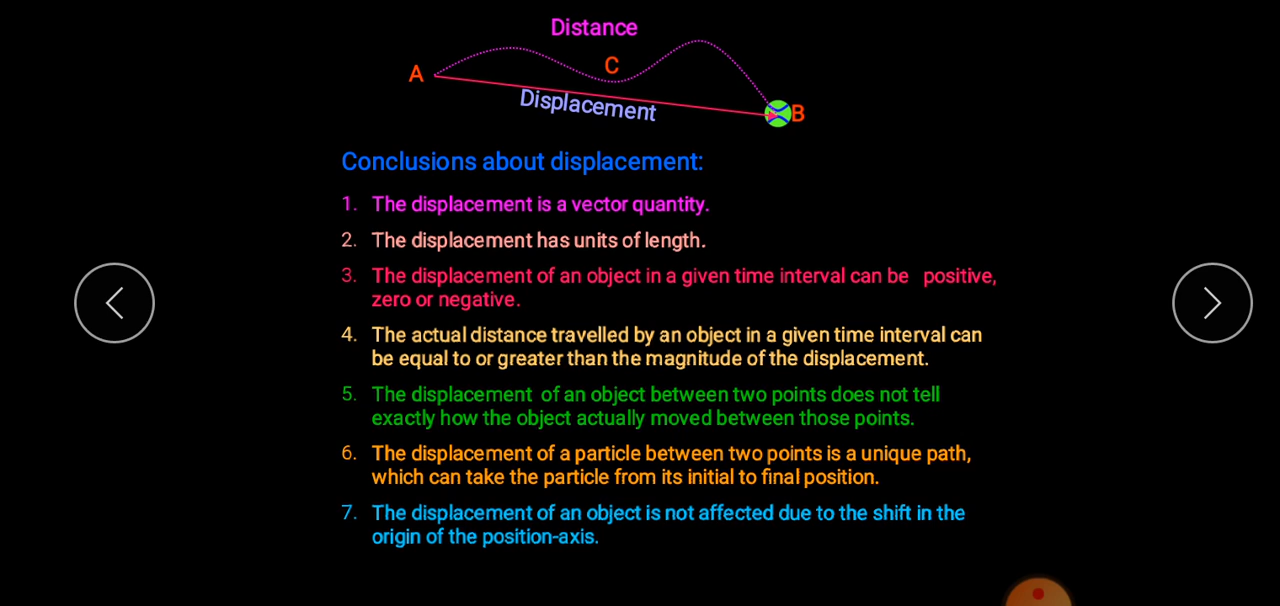 Distance
A
C
Displacement
B
Conclusions about displacement:
1. The displacement is a vector quantity.
2. The displacement has units of length.
3. The displacement of an object in a given time interval can be positive,
zero or negative.
4. The actual distance travelled by an object in a given time interval can
be equal to or greater than the magnitude of the displacement.
5. The displacement of an object between two points does not tell
exactly how the object actually moved between those points.
6. The displacement of a particle between two points is a unique path,
which can take the particle from its initial to final position.
7. The displacement of an object is not affected due to the shift in the
origin of the position-axis.